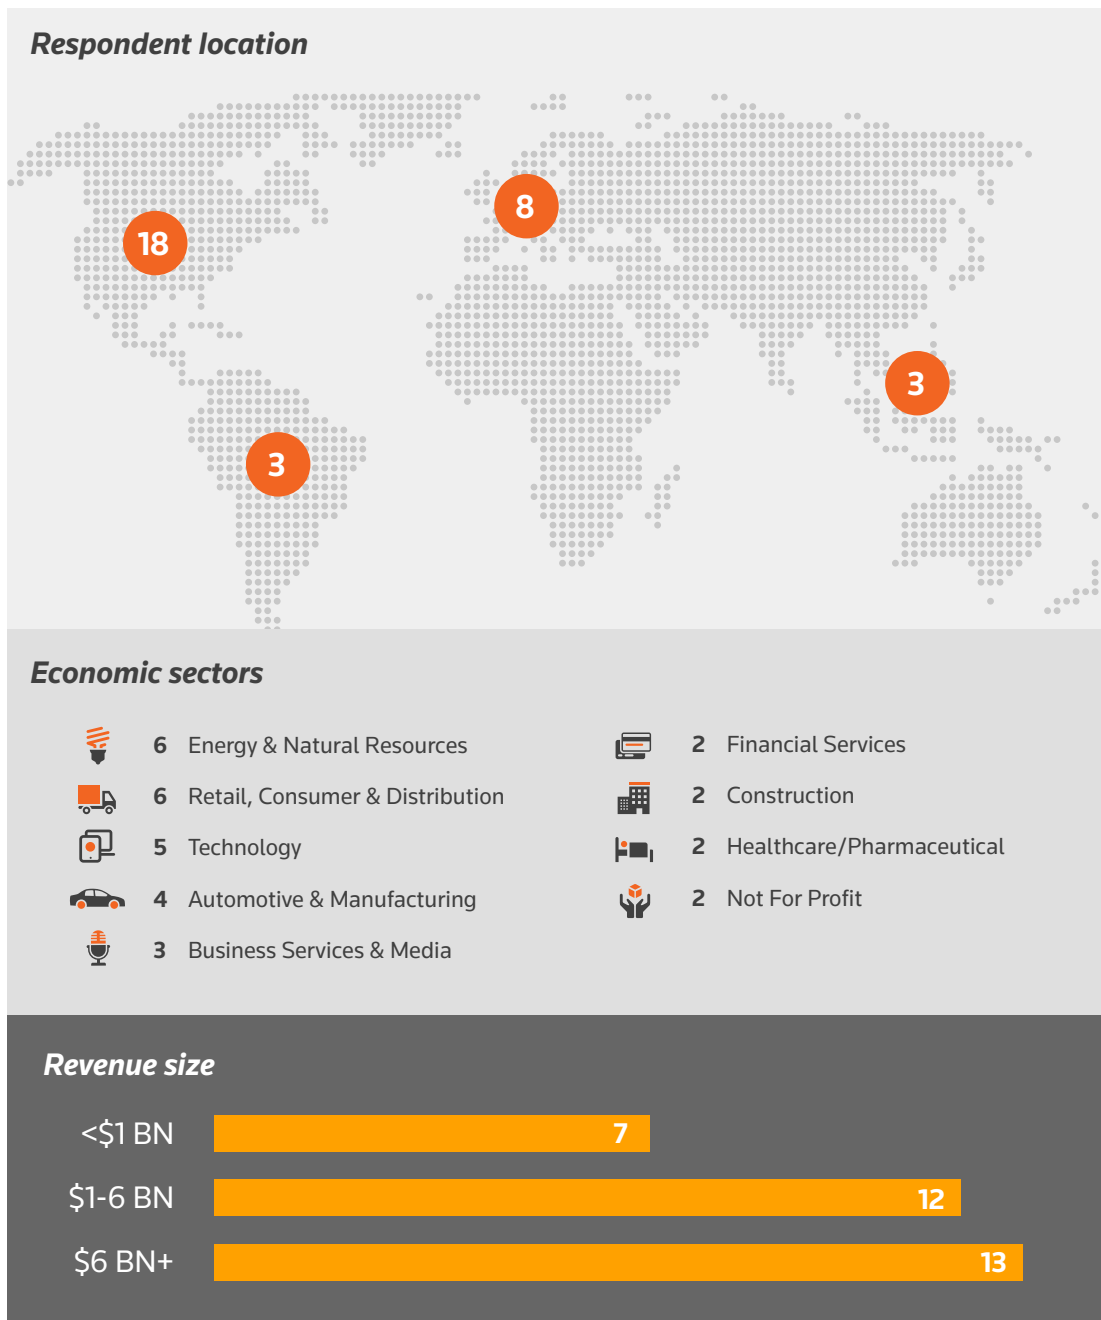 Respondent location
8
18
3
3
Economic sectors
6 Energy & Natural Resources
6 Retail, Consumer & Distribution
5 Technology
4 Automotive & Manufacturing
3 Business Services & Media
2 Financial Services
2 Construction
2 Healthcare/Pharmaceutical
2 Not For Profit
Revenue size
<$1 BN 7
$1-6 BN 12
$6 BN+ 13